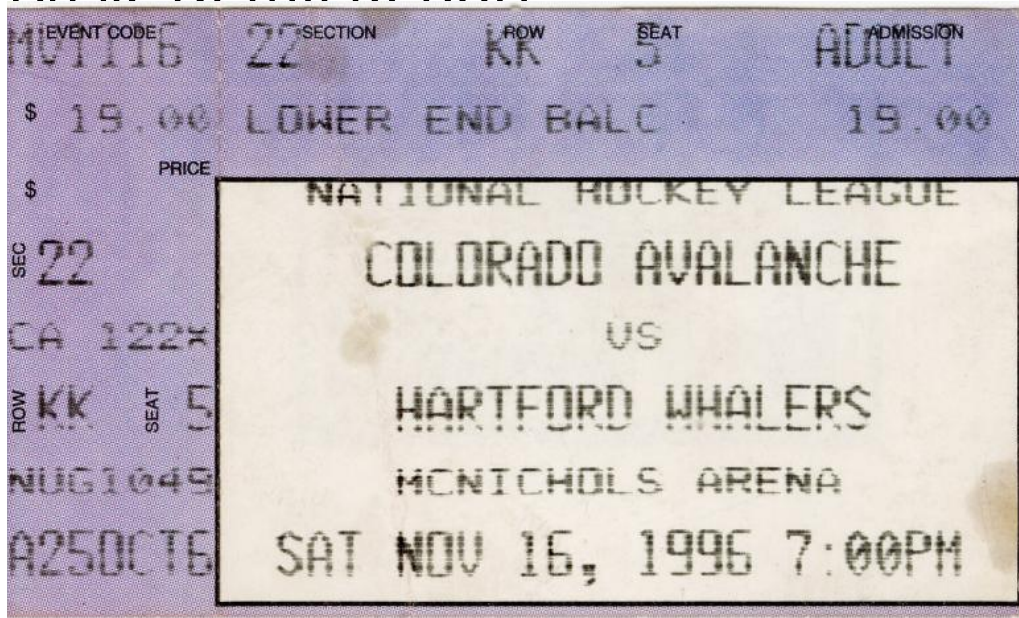 EVENT CODE SECTION ROW SEAT ADMISSION
MV1116 22 KK 5 ADULT
$ 19.00 LOWER END BALC 19.00
PRICE
$
NATIONAL HOCKEY LEAGUE
SEC 22 COLORADO AVALANCHE
CA 122* VS
ROW KK SEAT 5 HARTFORD WHALERS
NUG1049 MCNICHOLS ARENA
A25OCT6 SAT NOV 16, 1996 7:00PM